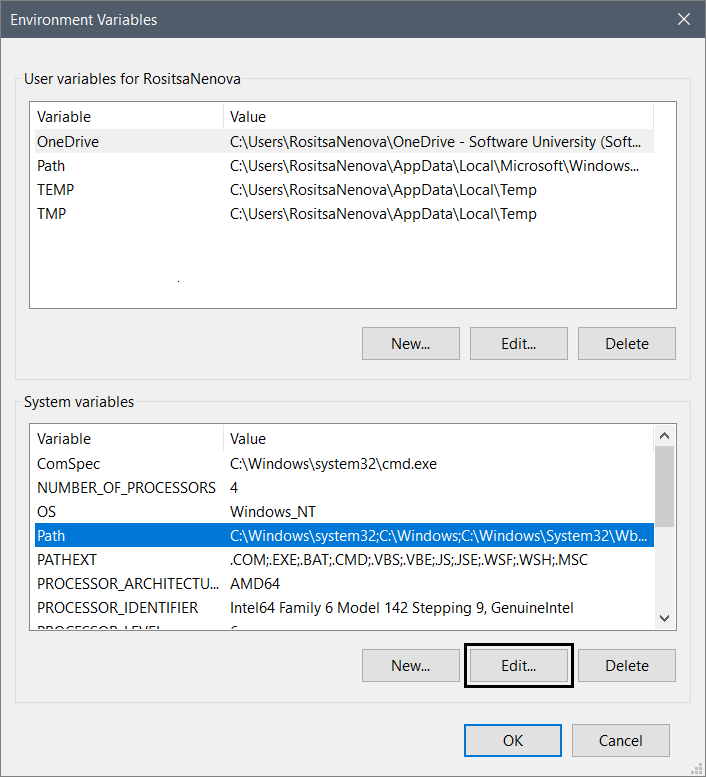 Environment Variables
User variables for RositsaNenova
Variable Value
OneDrive C:\Users\RositsaNenova\OneDrive - Software University (Soft...
Path C:\Users\RositsaNenova\AppData\Local\Microsoft\Windows...
TEMP C:\Users\RositsaNenova\AppData\Local\Temp
TMP C:\Users\RositsaNenova\AppData\Local\Temp
New... Edit... Delete
System variables
Variable Value
ComSpec C:\Windows\system32\cmd.exe
NUMBER_OF_PROCESSORS 4
OS Windows_NT
Path C:\Windows\system32;C:\Windows;C:\Windows\System32\Wb...
PATHEXT .COM;.EXE;.BAT;.CMD;.VBS;.VBE;.JS;.JSE;.WSF;.WSH;.MSC
PROCESSOR_ARCHITECTU... AMD64
PROCESSOR_IDENTIFIER Intel64 Family 6 Model 142 Stepping 9, GenuineIntel
PROCESSOR_LEVEL 6
New... Edit... Delete
OK Cancel